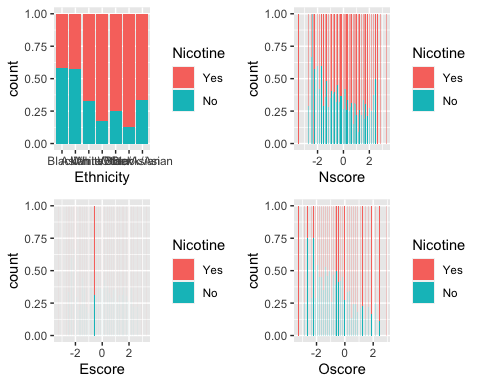 1.00
0.75
0.50
0.25
0.00
count
Ethnicity
Nicotine
Yes
No
1.00
0.75
0.50
0.25
0.00
count
-2 0 2
Nscore
Nicotine
Yes
No
1.00
0.75
0.50
0.25
0.00
count
-2 0 2
Escore
Nicotine
Yes
No
1.00
0.75
0.50
0.25
0.00
count
-2 0 2
Oscore
Nicotine
Yes
No